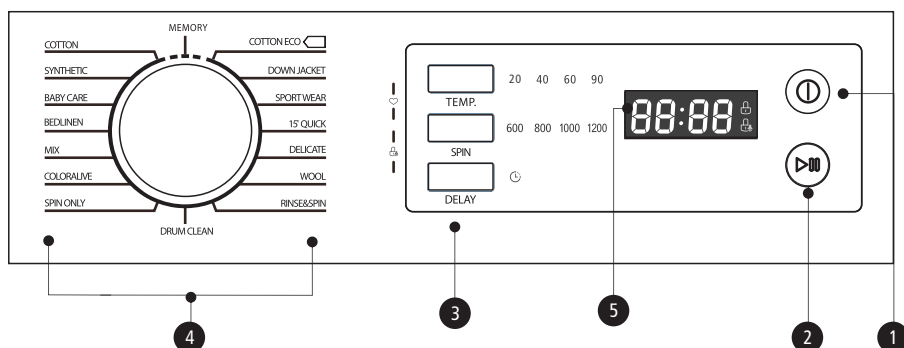 MEMORY
COTTON
COTTON ECO
SYNTHETIC
DOWN JACKET
BABY CARE
SPORT WEAR
BEDLINEN
15' QUICK
MIX
DELICATE
COLORALIVE
WOOL
SPIN ONLY
RINSE&SPIN
DRUM CLEAN
20 40 60 90
TEMP.
600 800 1000 1200
SPIN
DELAY
88:88
5
1
2
3
4